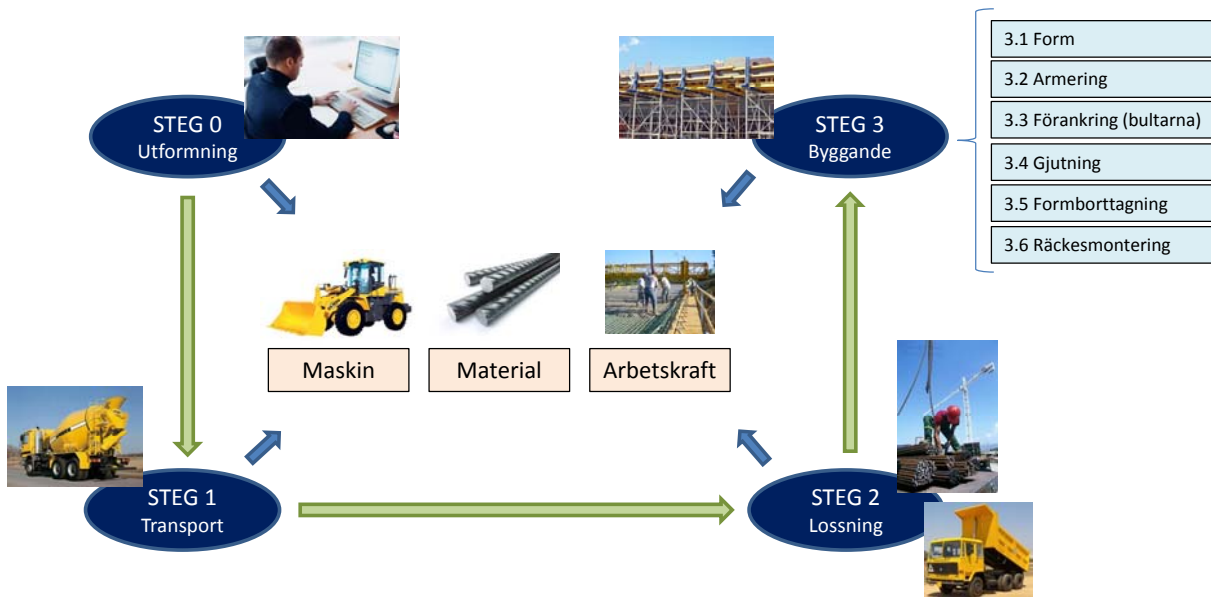 STEG 0
Utformning
STEG 3
Byggande
3.1 Form
3.2 Armering
3.3 Förankring (bultarna)
3.4 Gjutning
3.5 Formborttagning
3.6 Räckesmontering
Maskin
Material
Arbetskraft
STEG 1
Transport
STEG 2
Lossning